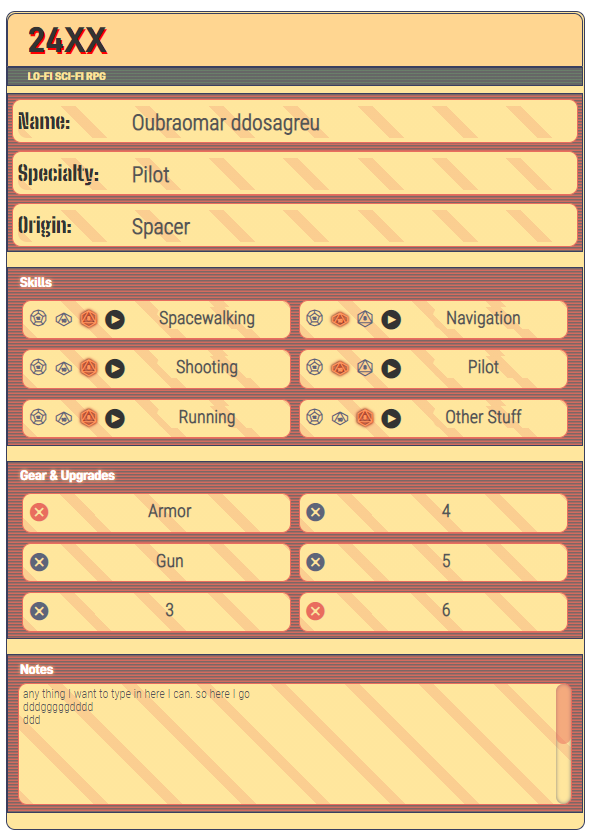 24XX
LO-FI SCI-FI RPG
Name: Oubraomar ddosagreu
Specialty: Pilot
Origin: Spacer
Skills
Spacewalking Navigation
Shooting Pilot
Running Other Stuff
Gear & Upgrades
Armor 4
Gun 5
3 6
Notes
any thing I want to type in here I can. so here I go
dddgggggdddd
ddd